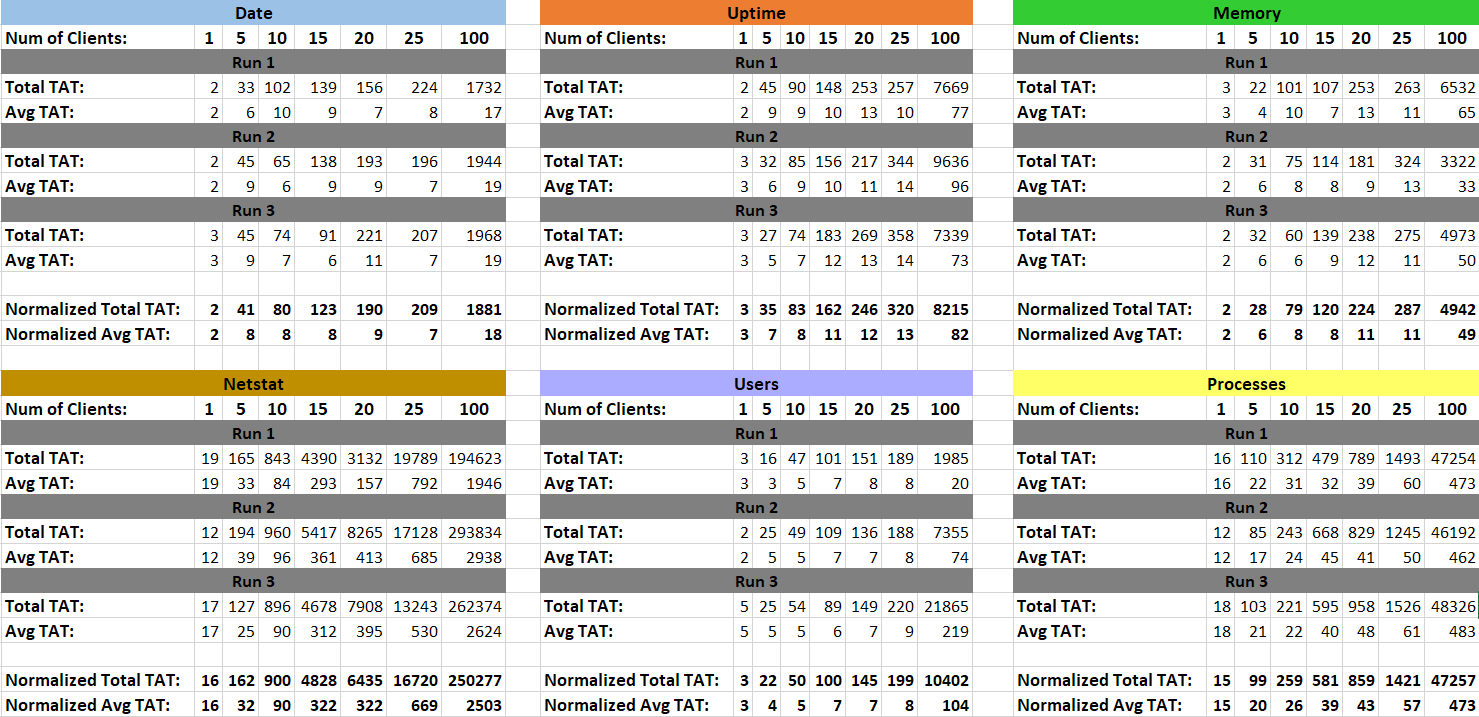 Date Uptime Memory
Num of Clients: 1 5 10 15 20 25 100 Num of Clients: 1 5 10 15 20 25 100 Num of Clients: 1 5 10 15 20 25 100
Run 1 Run 1 Run 1
Total TAT: 2 33 102 139 156 224 1732 Total TAT: 2 45 90 148 253 257 7669 Total TAT: 3 22 101 107 253 263 6532
Avg TAT: 2 6 10 9 7 8 17 Avg TAT: 2 9 9 10 13 10 77 Avg TAT: 3 4 10 7 13 11 65
Run 2 Run 2 Run 2
Total TAT: 2 45 65 138 193 196 1944 Total TAT: 3 32 85 156 217 344 9636 Total TAT: 2 31 75 114 181 324 3322
Avg TAT: 2 9 6 9 9 7 19 Avg TAT: 3 6 9 10 11 14 96 Avg TAT: 2 6 8 8 9 13 33
Run 3 Run 3 Run 3
Total TAT: 3 45 74 91 221 207 1968 Total TAT: 3 27 74 183 269 358 7339 Total TAT: 2 32 60 139 238 275 4973
Avg TAT: 3 9 7 6 11 7 19 Avg TAT: 3 5 7 12 13 14 73 Avg TAT: 2 6 6 9 12 11 50
Normalized Total TAT: 2 41 80 123 190 209 1881 Normalized Total TAT: 3 35 83 162 246 320 8215 Normalized Total TAT: 2 28 79 120 224 287 4942
Normalized Avg TAT: 2 8 8 8 9 7 18 Normalized Avg TAT: 3 7 8 11 12 13 82 Normalized Avg TAT: 2 6 8 8 11 11 49
Netstat Users Processes
Num of Clients: 1 5 10 15 20 25 100 Num of Clients: 1 5 10 15 20 25 100 Num of Clients: 1 5 10 15 20 25 100
Run 1 Run 1 Run 1
Total TAT: 19 165 843 4390 3132 19789 194623 Total TAT: 3 16 47 101 151 189 1985 Total TAT: 16 110 312 479 789 1493 47254
Avg TAT: 19 33 84 293 157 792 1946 Avg TAT: 3 3 5 7 8 8 20 Avg TAT: 16 22 31 32 39 60 473
Run 2 Run 2 Run 2
Total TAT: 12 194 960 5417 8265 17128 293834 Total TAT: 2 25 49 109 136 188 7355 Total TAT: 12 85 243 668 829 1245 46192
Avg TAT: 12 39 96 361 413 685 2938 Avg TAT: 2 5 5 7 7 8 74 Avg TAT: 12 17 24 45 41 50 462
Run 3 Run 3 Run 3
Total TAT: 17 127 896 4678 7908 13243 262374 Total TAT: 5 25 54 89 149 220 21865 Total TAT: 18 103 221 595 958 1526 48326
Avg TAT: 17 25 90 312 395 530 2624 Avg TAT: 5 5 5 6 7 9 219 Avg TAT: 18 21 22 40 48 61 483
Normalized Total TAT: 16 162 900 4828 6435 16720 250277 Normalized Total TAT: 3 22 50 100 145 199 10402 Normalized Total TAT: 15 99 259 581 859 1421 47257
Normalized Avg TAT: 16 32 90 322 322 669 2503 Normalized Avg TAT: 3 4 5 7 7 8 104 Normalized Avg TAT: 15 20 26 39 43 57 473